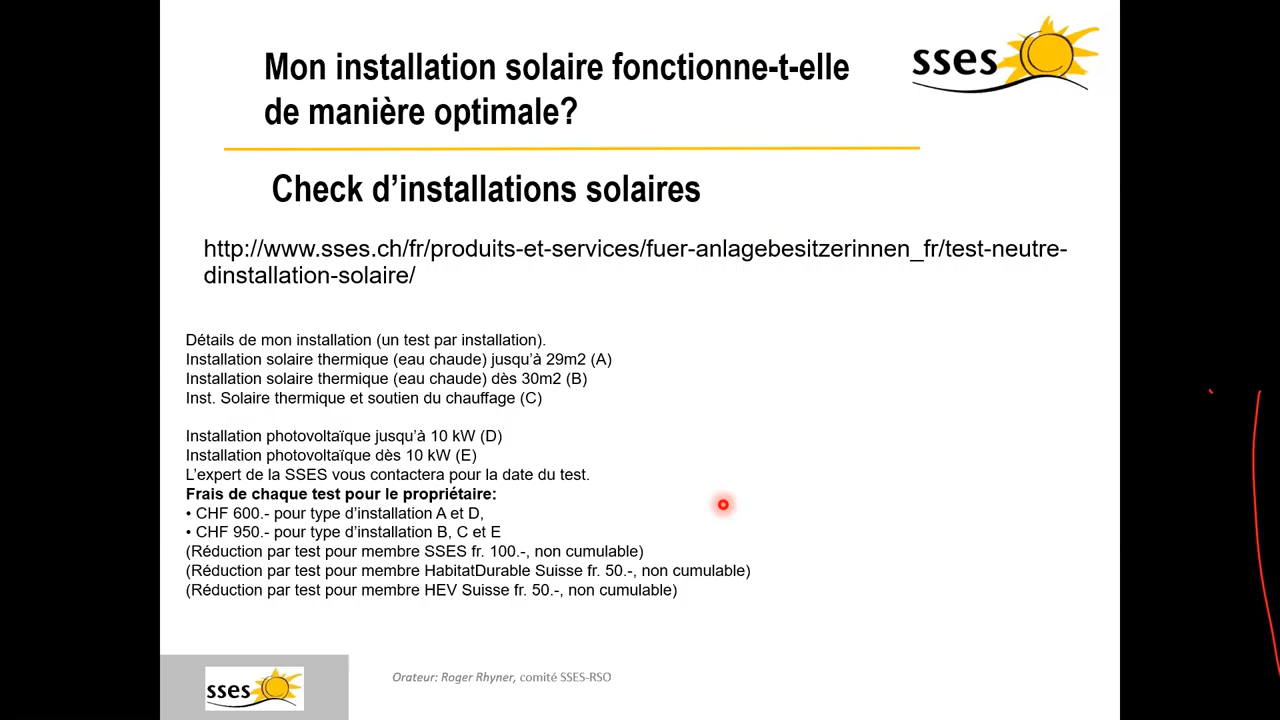 Mon installation solaire fonctionne-t-elle
de manière optimale?
sses
Check d’installations solaires
http://www.sses.ch/fr/produits-et-services/fuer-anlagebesitzerinnen_fr/test-neutre-
dinstallation-solaire/
Détails de mon installation (un test par installation).
Installation solaire thermique (eau chaude) jusqu’à 29m2 (A)
Installation solaire thermique (eau chaude) dès 30m2 (B)
Inst. Solaire thermique et soutien du chauffage (C)
Installation photovoltaïque jusqu’à 10 kW (D)
Installation photovoltaïque dès 10 kW (E)
L’expert de la SSES vous contactera pour la date du test.
Frais de chaque test pour le propriétaire:
• CHF 600.- pour type d’installation A et D,
• CHF 950.- pour type d’installation B, C et E
(Réduction par test pour membre SSES fr. 100.-, non cumulable)
(Réduction par test pour membre HabitatDurable Suisse fr. 50.-, non cumulable)
(Réduction par test pour membre HEV Suisse fr. 50.-, non cumulable)
sses
Orateur: Roger Rhyner, comité SSES-RSO